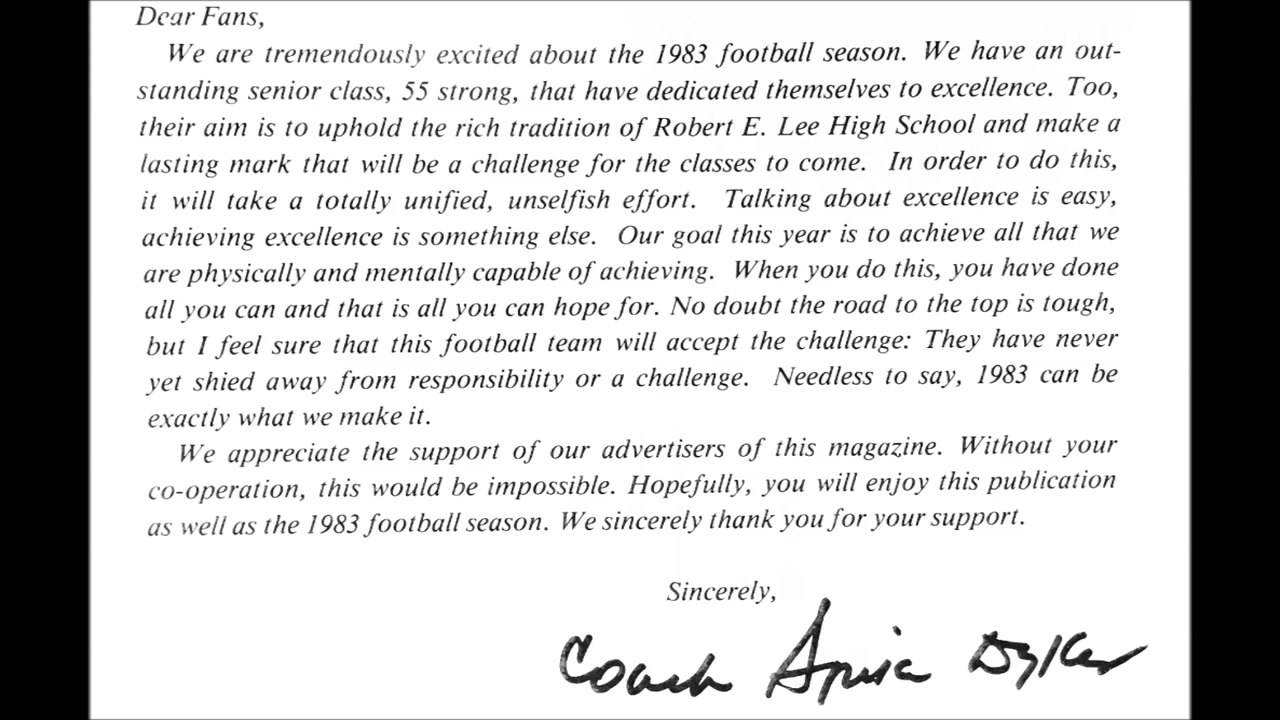 Dear Fans,
We are tremendously excited about the 1983 football season. We have an out-
standing senior class, 55 strong, that have dedicated themselves to excellence. Too,
their aim is to uphold the rich tradition of Robert E. Lee High School and make a
lasting mark that will be a challenge for the classes to come. In order to do this,
it will take a totally unified, unselfish effort. Talking about excellence is easy,
achieving excellence is something else. Our goal this year is to achieve all that we
are physically and mentally capable of achieving. When you do this, you have done
all you can and that is all you can hope for. No doubt the road to the top is tough,
but I feel sure that this football team will accept the challenge: They have never
yet shied away from responsibility or a challenge. Needless to say, 1983 can be
exactly what we make it.
We appreciate the support of our advertisers of this magazine. Without your
co-operation, this would be impossible. Hopefully, you will enjoy this publication
as well as the 1983 football season. We sincerely thank you for your support.
Sincerely,
Coach